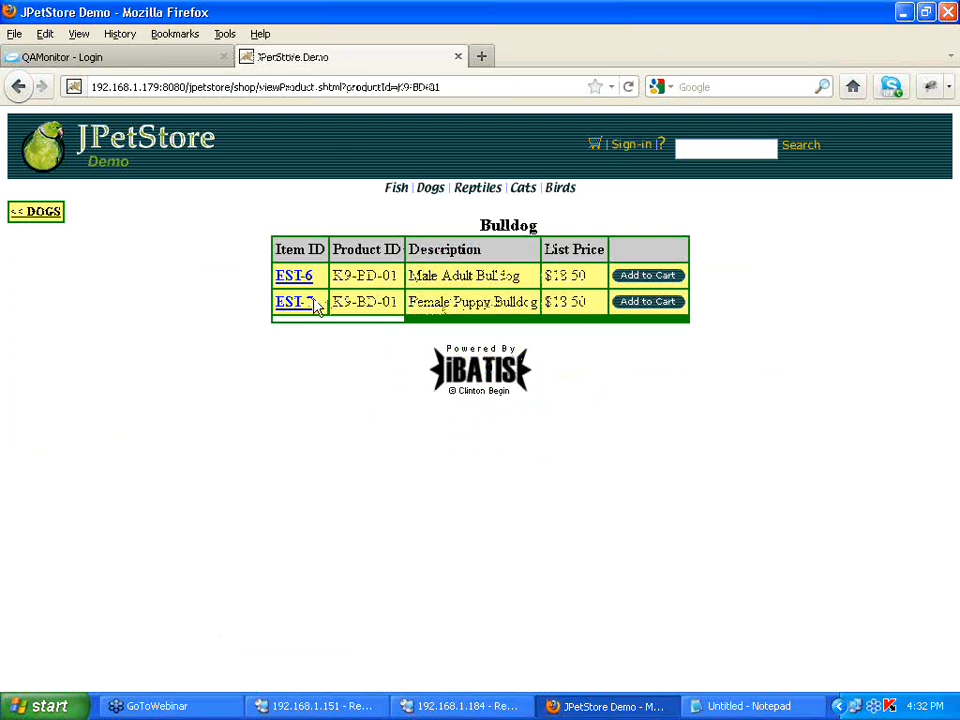 JPetStore Demo - Mozilla Firefox
File Edit View History Bookmarks Tools Help
QAMonitor - Login
JPetStore Demo
192.168.1.179:8080/jpetstore/shop/viewProduct.shtml?productId=K9-BD-01
Google
JPetStore
Demo
| Sign-in | ?
Search
Fish | Dogs | Reptiles | Cats | Birds
<< DOGS
Bulldog
Item ID Product ID Description List Price
EST-6 K9-BD-01 Male Adult Bulldog $18.50 Add to Cart
EST-7 K9-BD-01 Female Puppy Bulldog $18.50 Add to Cart
Powered By
iBATIS
© Clinton Begin
start
GoToWebinar
192.168.1.151 - Re...
192.168.1.184 - Re...
JPetStore Demo - M...
Untitled - Notepad
4:32 PM